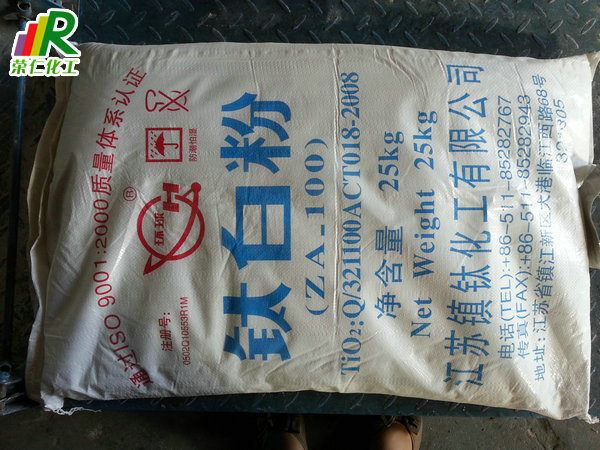 R
荣仁化工
通过ISO 9001:2000质量体系认证
防潮怕湿
®
环球
注册号:
0502Q10553R1M
钛白粉
(ZA_100)
TiO2:Q/321100ACT018-2008
净含量 25kg
Net Weight 25kg
江苏镇钛化工有限公司
电话(TEL):+86-511-85282767
传真(FAX):+86-511-85282943
地址:江苏省镇江新区大港临江西路68号